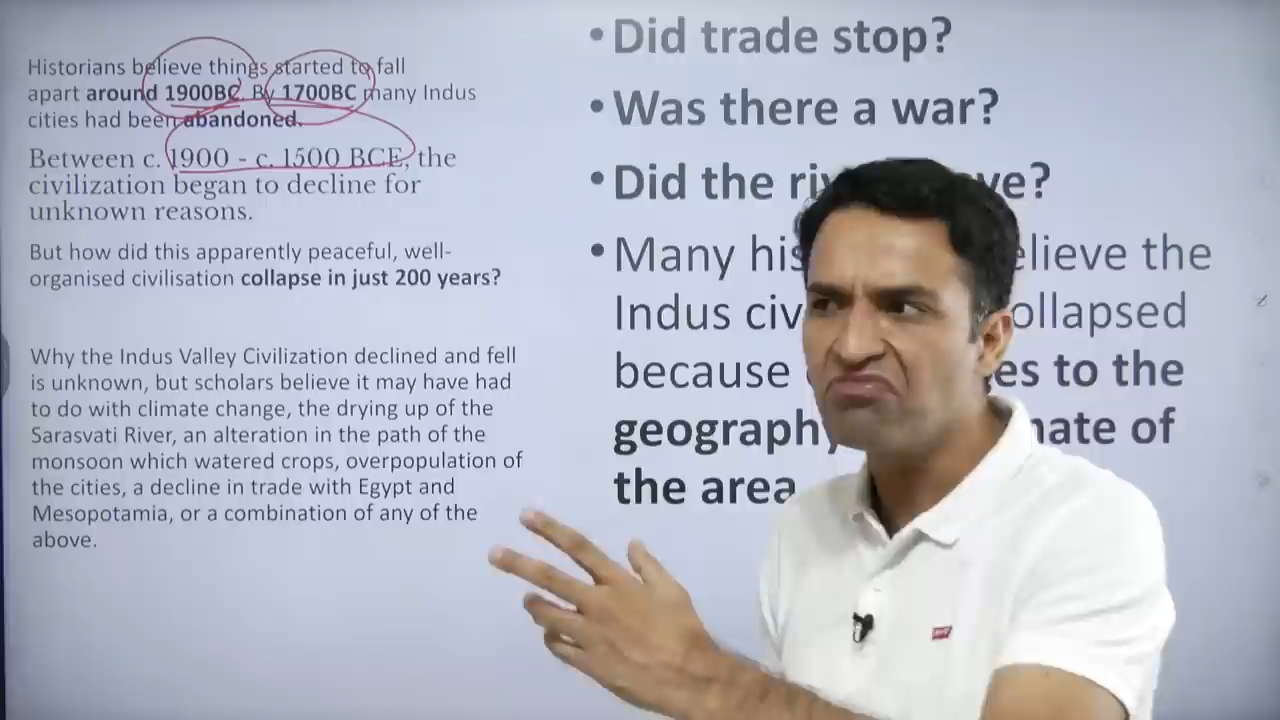 Historians believe things started to fall
apart around 1900BC. By 1700BC many Indus
cities had been abandoned.
Between c. 1900 - c. 1500 BCE, the
civilization began to decline for
unknown reasons.
But how did this apparently peaceful, well-
organised civilisation collapse in just 200 years?
Why the Indus Valley Civilization declined and fell
is unknown, but scholars believe it may have had
to do with climate change, the drying up of the
Sarasvati River, an alteration in the path of the
monsoon which watered crops, overpopulation of
the cities, a decline in trade with Egypt and
Mesopotamia, or a combination of any of the
above.
• Did trade stop?
• Was there a war?
• Did the
• Many believe the
Indus collapsed
because to the
of
the area